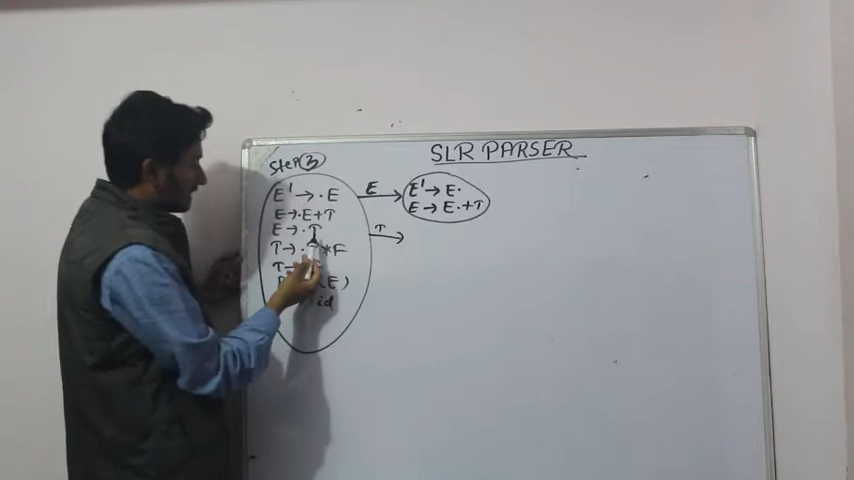 SLR PARSER
Step 3
E' → .E
E → .E+T
E → .T
T → . *F
T →
E)
id
E
E' → E.
E → E.+T
T